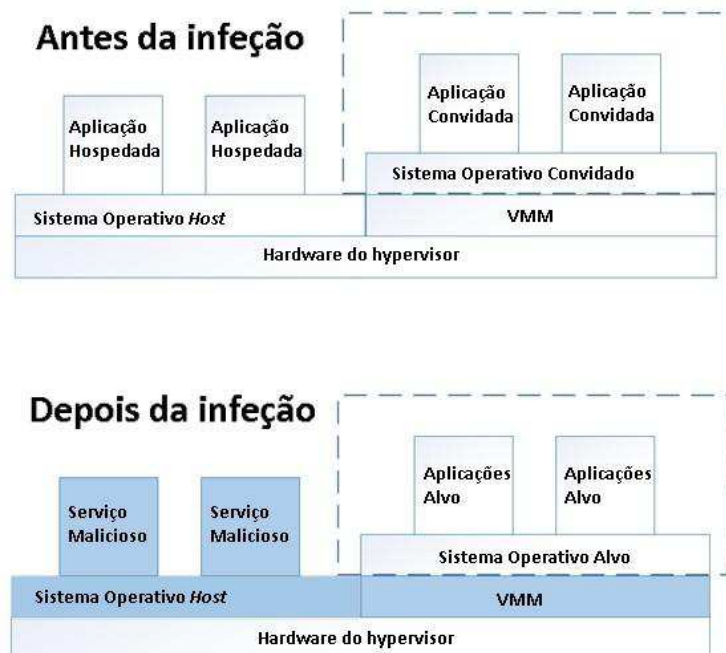 Antes da infeção
Aplicação
Hospedada
Aplicação
Hospedada
Aplicação
Convidada
Aplicação
Convidada
Sistema Operativo Convidado
Sistema Operativo Host
VMM
Hardware do hypervisor
Depois da infeção
Serviço
Malicioso
Serviço
Malicioso
Aplicações
Alvo
Aplicações
Alvo
Sistema Operativo Alvo
Sistema Operativo Host
VMM
Hardware do hypervisor